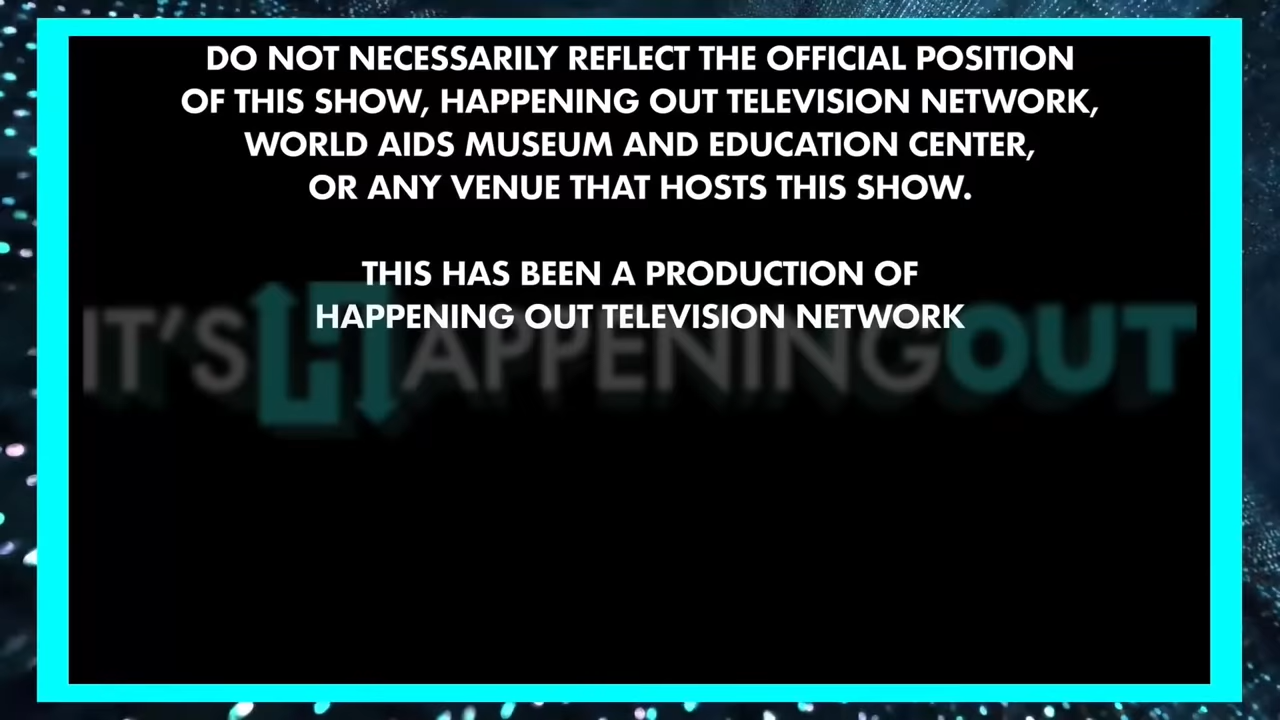 DO NOT NECESSARILY REFLECT THE OFFICIAL POSITION
OF THIS SHOW, HAPPENING OUT TELEVISION NETWORK,
WORLD AIDS MUSEUM AND EDUCATION CENTER,
OR ANY VENUE THAT HOSTS THIS SHOW.
THIS HAS BEEN A PRODUCTION OF
HAPPENING OUT TELEVISION NETWORK
IT'S HAPPENINGOUT